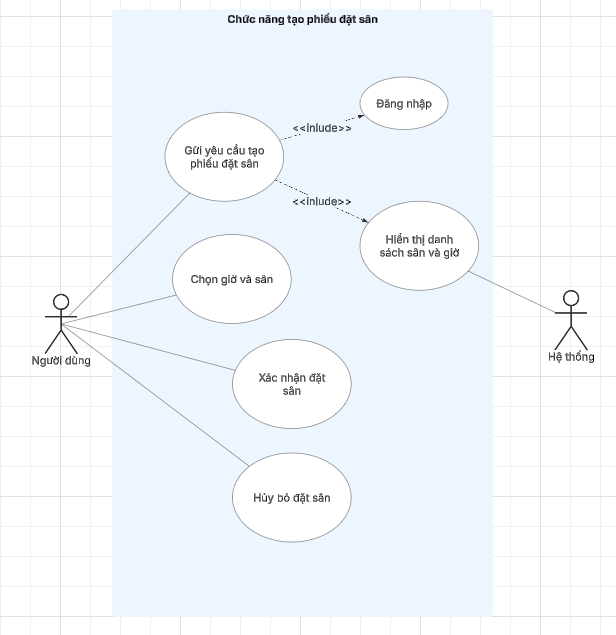 Chức năng tạo phiếu đặt sân
Đăng nhập
<<inlude>>
Gửi yêu cầu tạo
phiếu đặt sân
<<inlude>>
Hiển thị danh
sách sân và giờ
Chọn giờ và sân
Người dùng
Hệ thống
Xác nhận đặt
sân
Hủy bỏ đặt sân